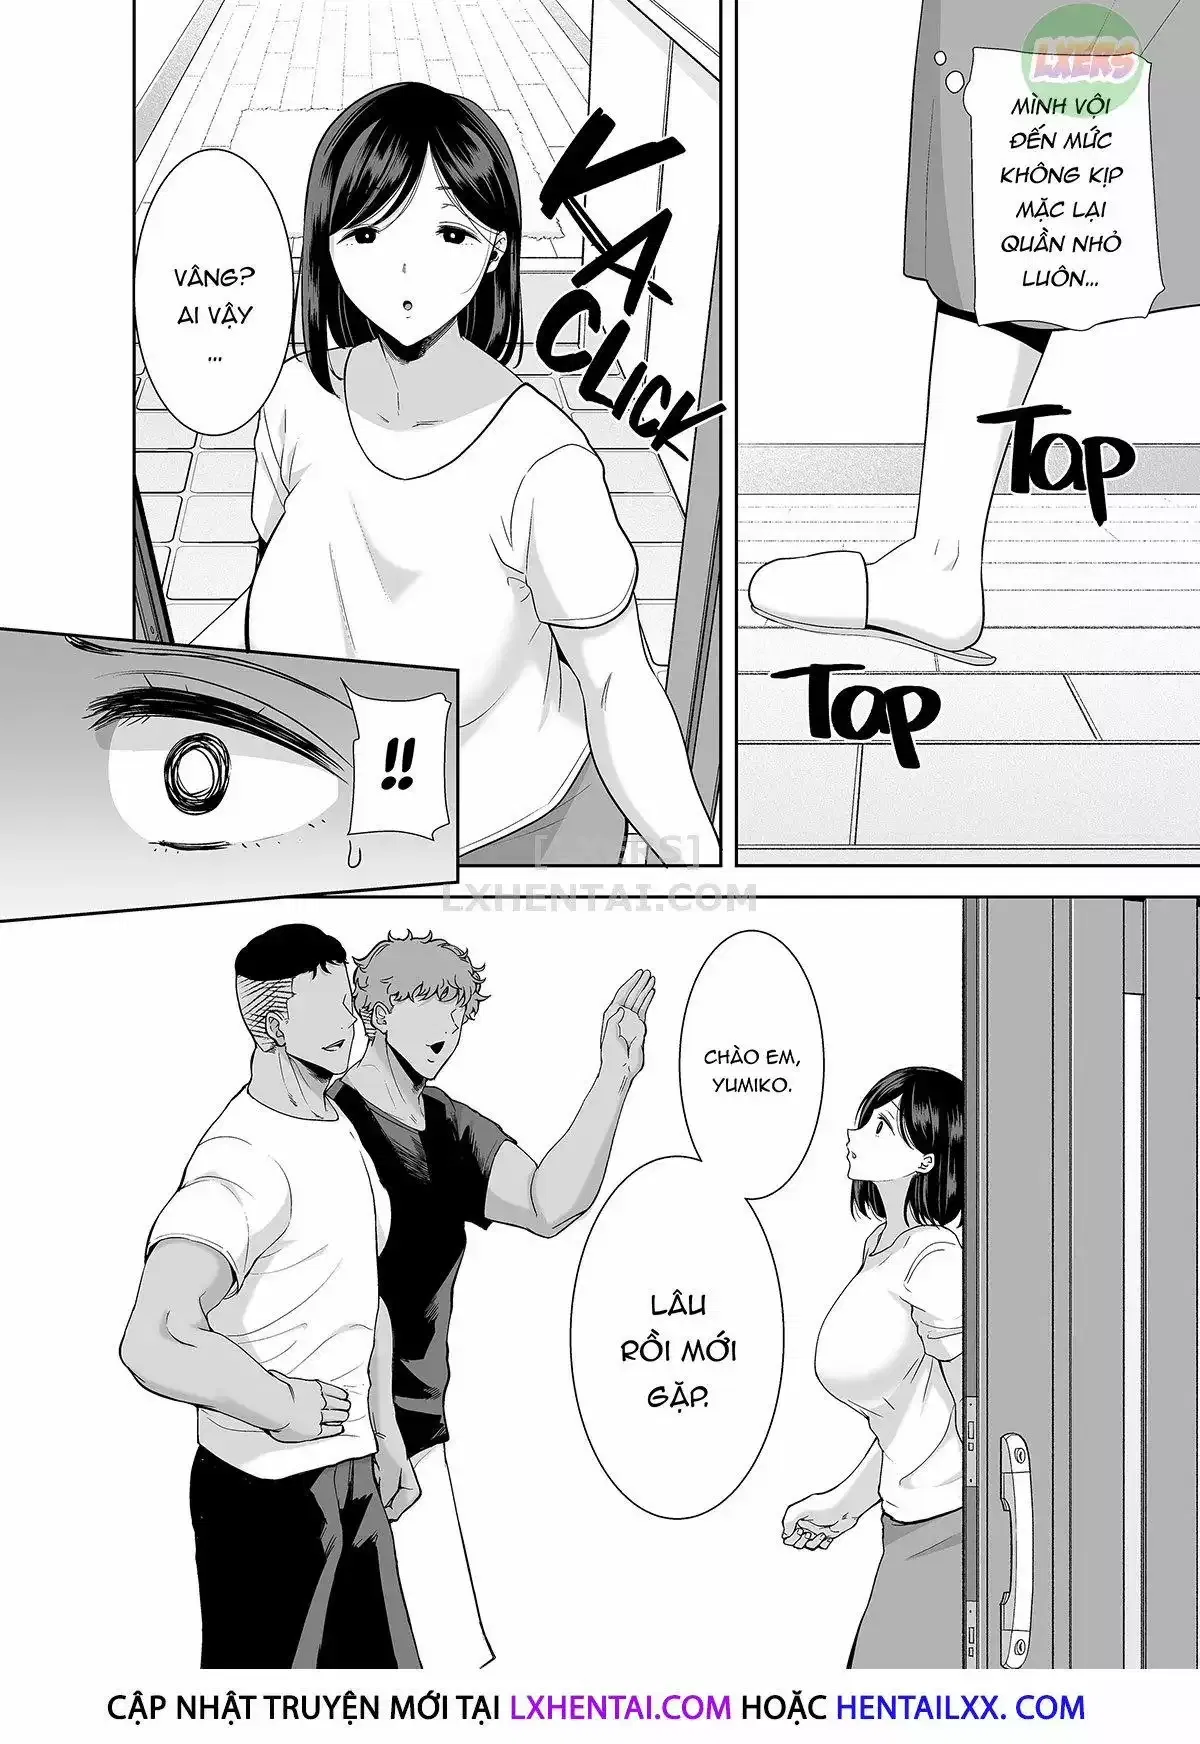 LXERS
MÌNH VỘI
ĐẾN MỨC
KHÔNG KỊP
MẶC LẠI
QUẦN NHỎ
LUÔN...
TAP
TAP
KA-CLICK
VÂNG?
AI VẬY
...
!!
[LXERS]
LXHENTAI.COM
CHÀO EM,
YUMIKO.
LÂU
RỒI MỚI
GẶP.
CẬP NHẬT TRUYỆN MỚI TẠI LXHENTAI.COM HOẶC HENTAILXX. COM